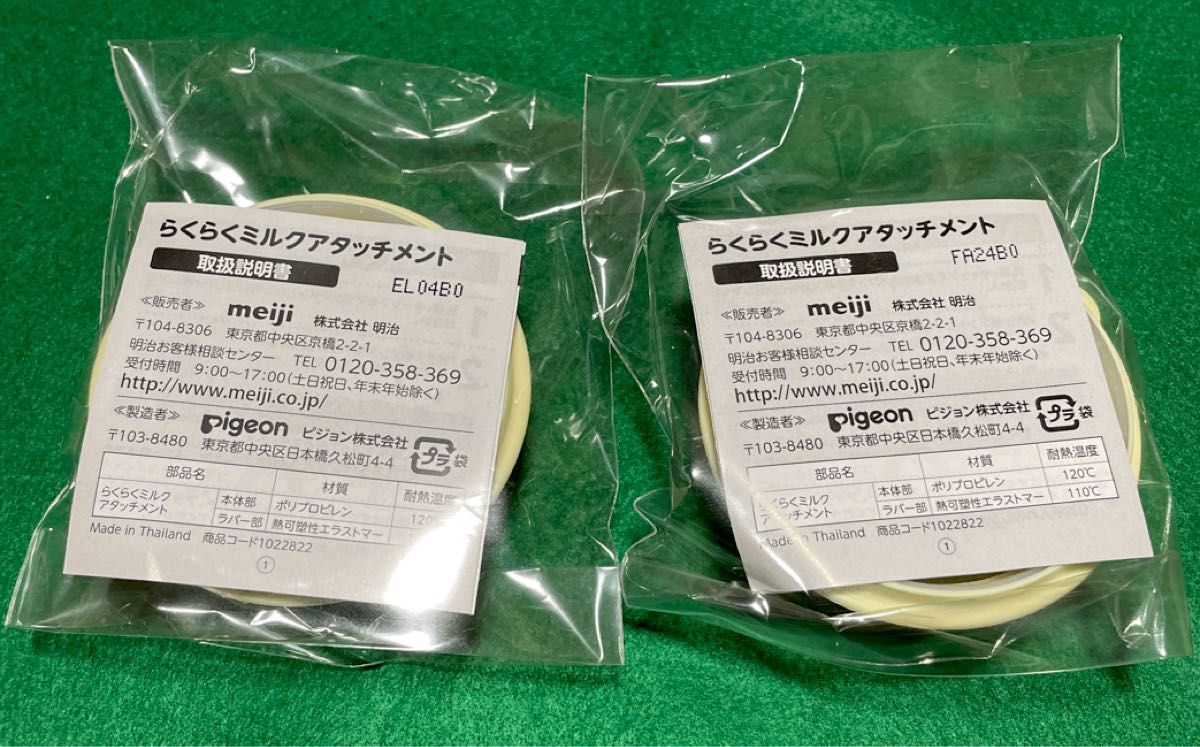 らくらくミルクアタッチメント
取扱説明書
EL04B0
≪販売者≫ meiji 株式会社 明治
〒104-8306 東京都中央区京橋2-2-1
明治お客様相談センター TEL 0120-358-369
受付時間 9:00～17:00(土日祝日、年末年始除く)
http://www.meiji.co.jp/
≪製造者≫ Pigeon ピジョン株式会社
〒103-8480 東京都中央区日本橋久松町4-4
プラ 袋
部品名 材質 耐熱温度
らくらくミルクアタッチメント 本体部 ポリプロピレン
ラバー部 熱可塑性エラストマー
Made in Thailand 商品コード1022822
①
らくらくミルクアタッチメント
取扱説明書
FA24B0
≪販売者≫ meiji 株式会社 明治
〒104-8306 東京都中央区京橋2-2-1
明治お客様相談センター TEL 0120-358-369
受付時間 9:00～17:00(土日祝日、年末年始除く)
http://www.meiji.co.jp/
≪製造者≫ Pigeon ピジョン株式会社
〒103-8480 東京都中央区日本橋久松町4-4
プラ 袋
部品名 材質 耐熱温度
らくらくミルクアタッチメント 本体部 ポリプロピレン 120℃
ラバー部 熱可塑性エラストマー 110℃
Made in Thailand 商品コード1022822
①